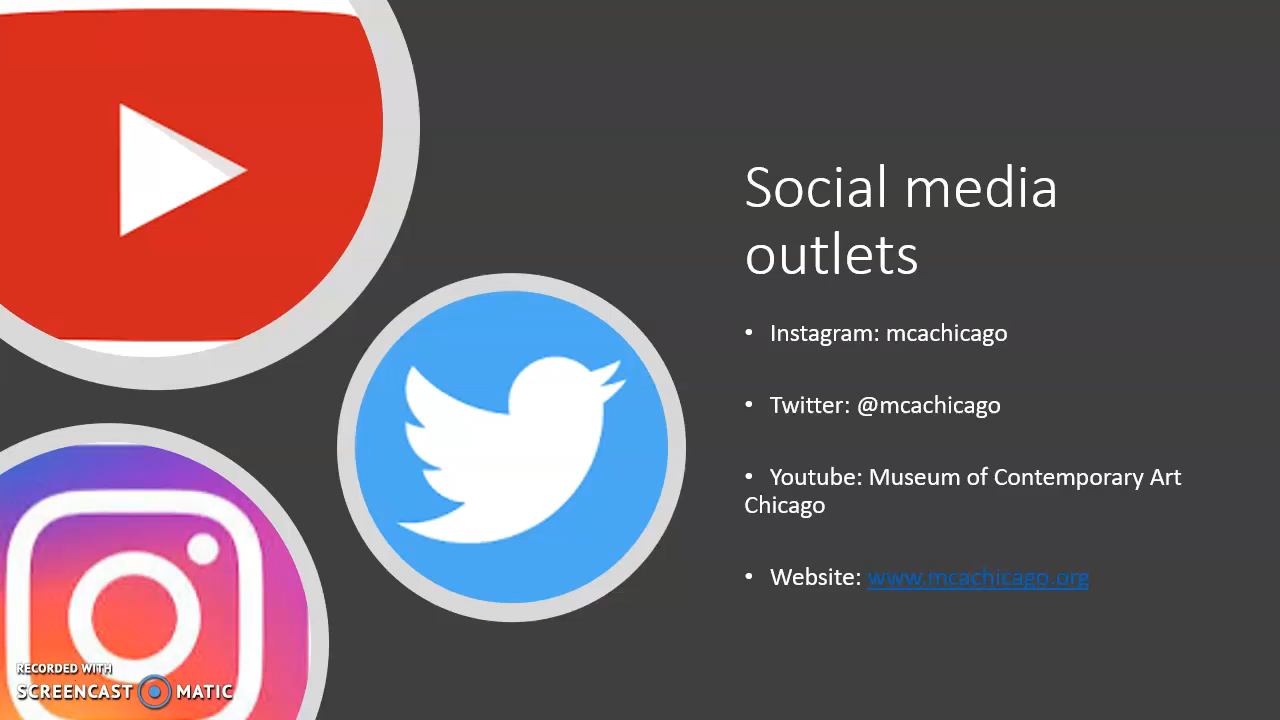 Social media
outlets
• Instagram: mcachicago
• Twitter: @mcachicago
• Youtube: Museum of Contemporary Art
Chicago
• Website: www.mcachicago.org
RECORDED WITH
SCREENCAST MATIC